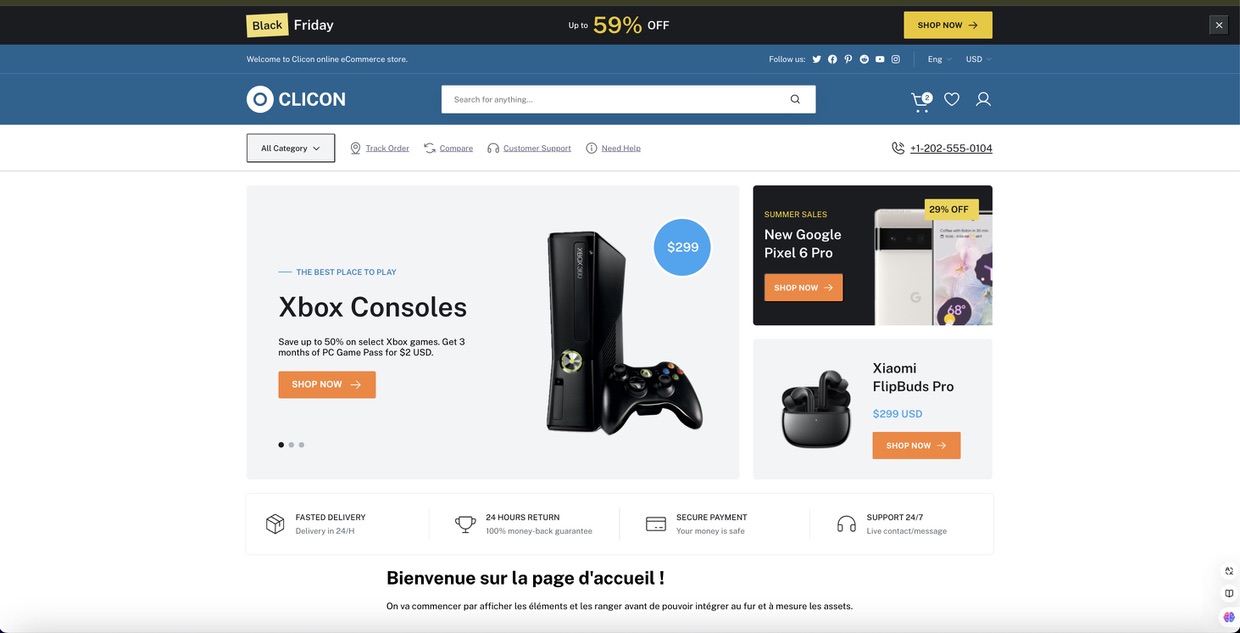 Black Friday
Up to 59% OFF
SHOP NOW
Welcome to Clicon online eCommerce store.
Follow us:
Eng
USD
CLICON
Search for anything...
2
All Category
Track Order
Compare
Customer Support
Need Help
+1-202-555-0104
THE BEST PLACE TO PLAY
Xbox Consoles
Save up to 50% on select Xbox games. Get 3
months of PC Game Pass for $2 USD.
SHOP NOW
$299
XBOX 360
SUMMER SALES
New Google
Pixel 6 Pro
SHOP NOW
29% OFF
G
68°
Xiaomi
FlipBuds Pro
$299 USD
SHOP NOW
FASTED DELIVERY
Delivery in 24/H
24 HOURS RETURN
100% money-back guarantee
SECURE PAYMENT
Your money is safe
SUPPORT 24/7
Live contact/message
Bienvenue sur la page d'accueil !
On va commencer par afficher les éléments et les ranger avant de pouvoir intégrer au fur et à mesure les assets.